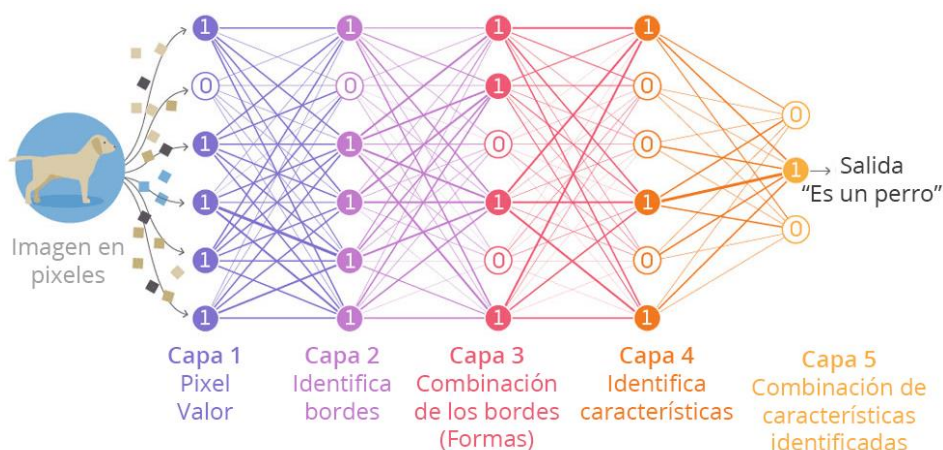 1 1 1 1
0 0 1 0
0
1 1 0 0
1 → Salida
“Es un perro”
1 1 1 1
0
Imagen en
pixeles
1 1 0 0
1 1 1 1
Capa 1
Pixel
Valor
Capa 2
Identifica
bordes
Capa 3
Combinación
de los bordes
(Formas)
Capa 4
Identifica
características
Capa 5
Combinación de
características
identificadas